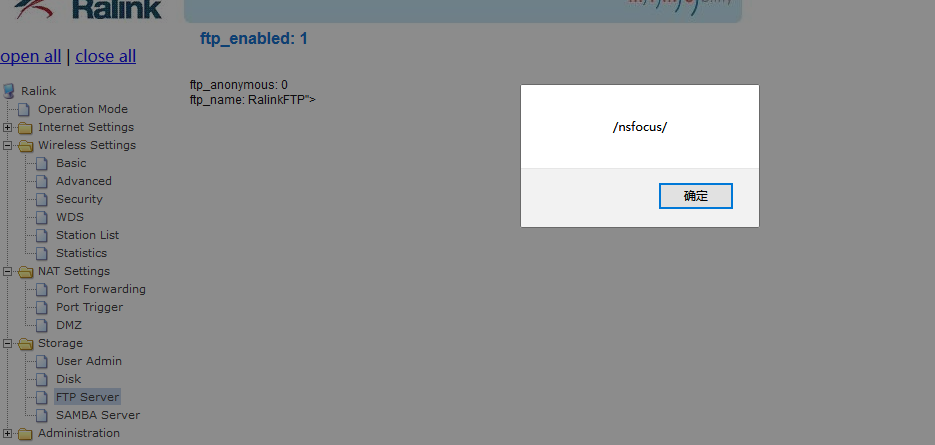 Ralink
ftp_enabled: 1
open all | close all
ftp_anonymous: 0
ftp_name: RalinkFTP">
/nsfocus/
确定
Ralink
Operation Mode
Internet Settings
Wireless Settings
Basic
Advanced
Security
WDS
Station List
Statistics
NAT Settings
Port Forwarding
Port Trigger
DMZ
Storage
User Admin
Disk
FTP Server
SAMBA Server
Administration